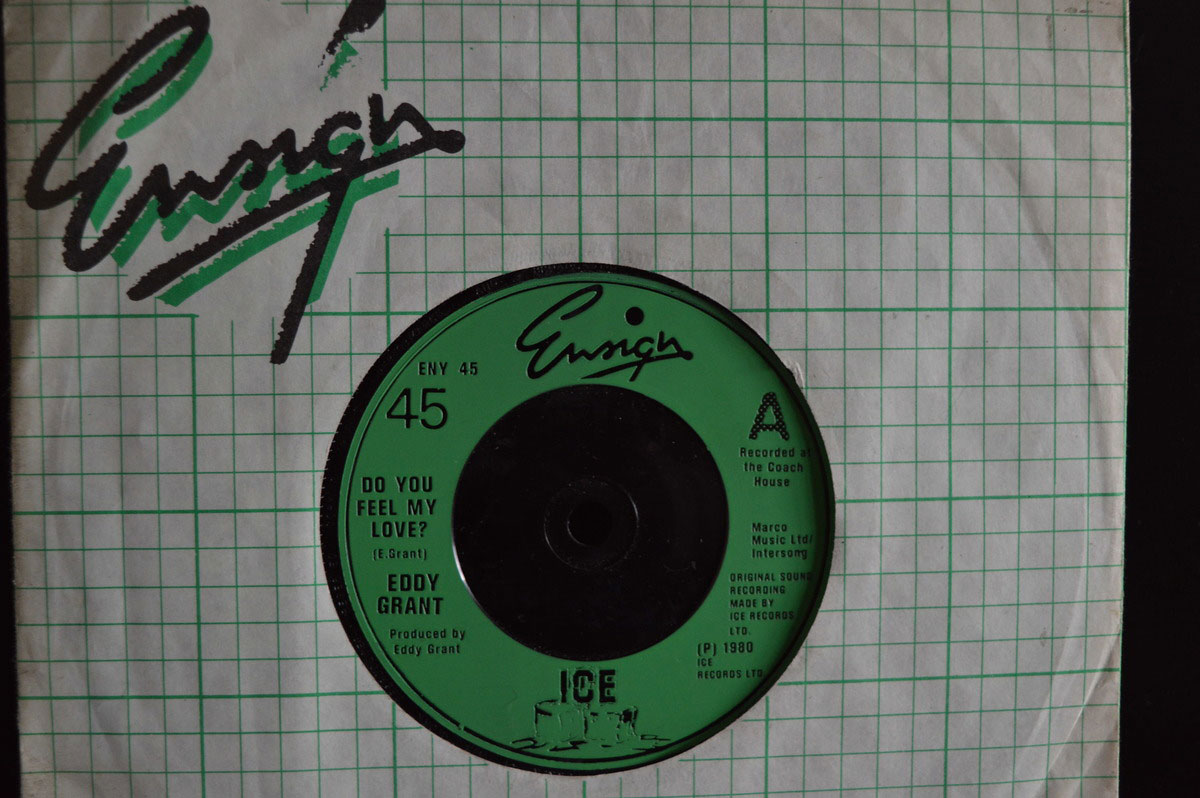 Ensign
Ensign
ENY 45
45
DO YOU
FEEL MY
LOVE?
(E.Grant)
EDDY
GRANT
Produced by
Eddy Grant
A
Recorded at
the Coach
House
Marco
Music Ltd/
Intersong
ORIGINAL SOUND
RECORDING
MADE BY
ICE RECORDS
LTD.
(P) 1980
ICE
RECORDS LTD.
ICE